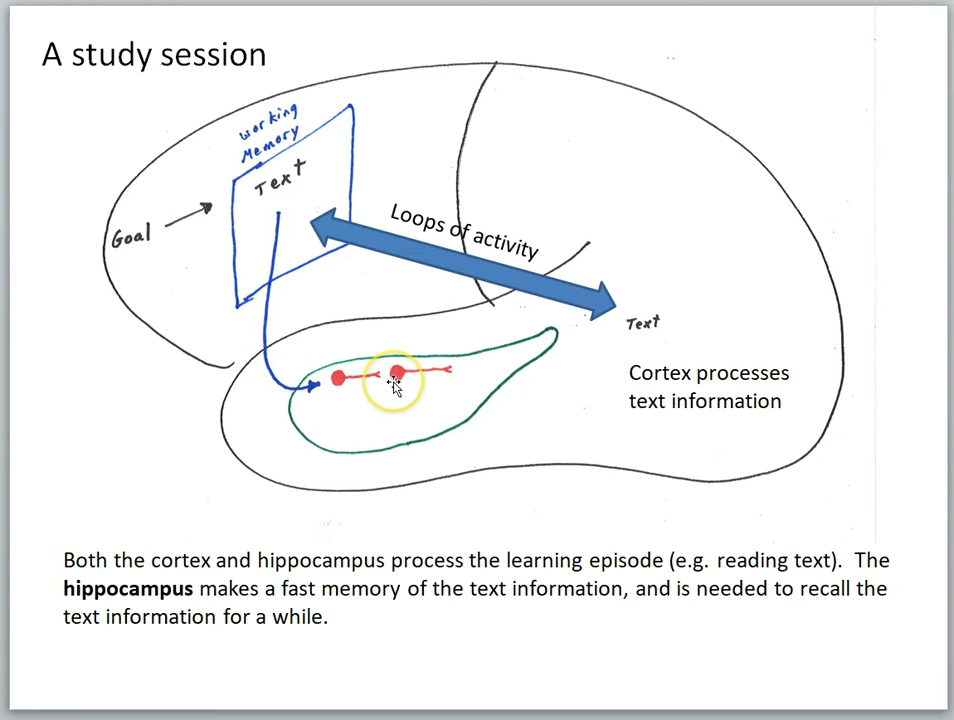 A study session
working
Memory
Text
Goal
Loops of activity
Text
Cortex processes
text information
Both the cortex and hippocampus process the learning episode (e.g. reading text). The
hippocampus makes a fast memory of the text information, and is needed to recall the
text information for a while.